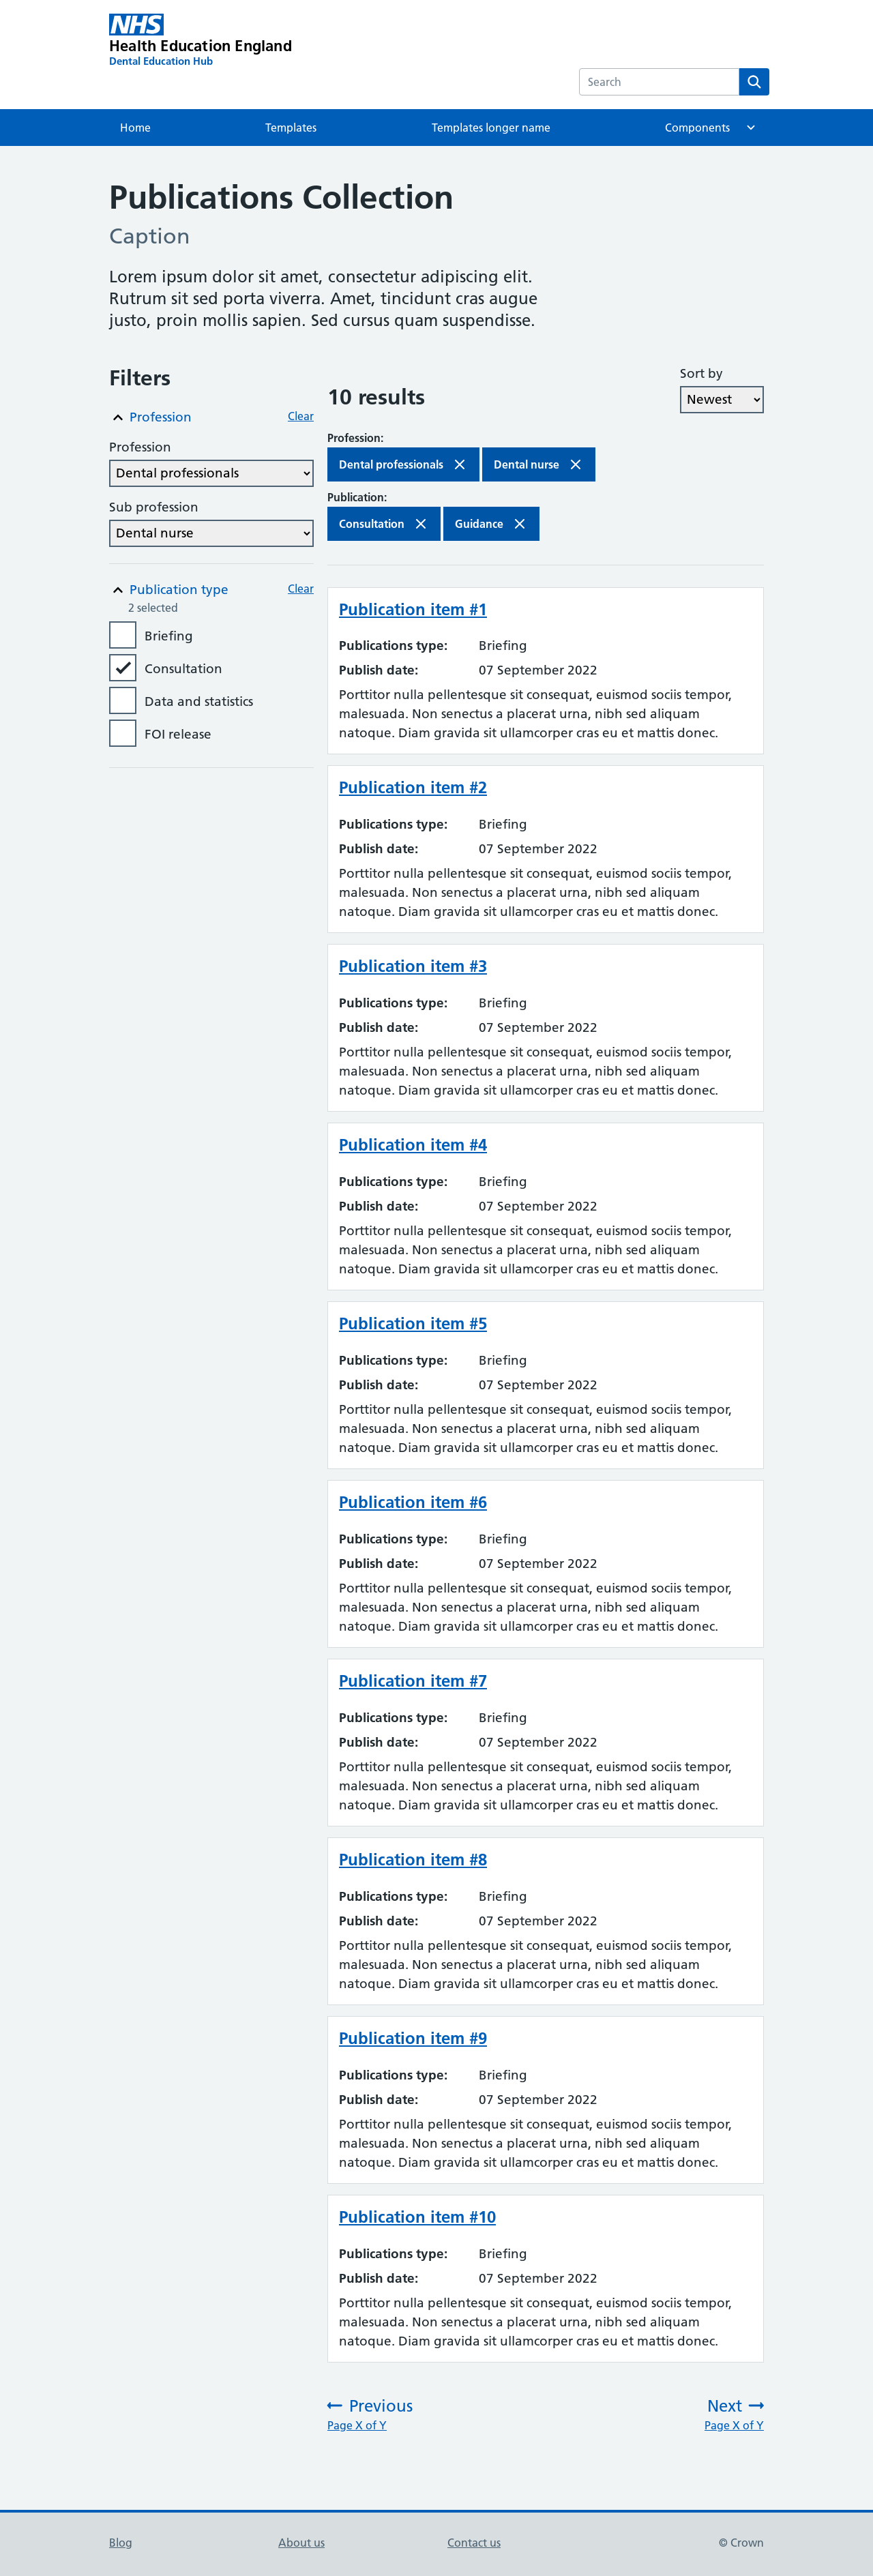 NHS
Health Education England
Dental Education Hub
Search
Home
Templates
Templates longer name
Components
Publications Collection
Caption
Lorem ipsum dolor sit amet, consectetur adipiscing elit.
Rutrum sit sed porta viverra. Amet, tincidunt cras augue
justo, proin mollis sapien. Sed cursus quam suspendisse.
Filters
Profession
Clear
Profession
Dental professionals
Sub profession
Dental nurse
Publication type
Clear
2 selected
Briefing
Consultation
Data and statistics
FOI release
10 results
Sort by
Newest
Profession:
Dental professionals
Dental nurse
Publication:
Consultation
Guidance
Publication item #1
Publications type: Briefing
Publish date: 07 September 2022
Porttitor nulla pellentesque sit consequat, euismod sociis tempor,
malesuada. Non senectus a placerat urna, nibh sed aliquam
natoque. Diam gravida sit ullamcorper cras eu et mattis donec.
Publication item #2
Publications type: Briefing
Publish date: 07 September 2022
Porttitor nulla pellentesque sit consequat, euismod sociis tempor,
malesuada. Non senectus a placerat urna, nibh sed aliquam
natoque. Diam gravida sit ullamcorper cras eu et mattis donec.
Publication item #3
Publications type: Briefing
Publish date: 07 September 2022
Porttitor nulla pellentesque sit consequat, euismod sociis tempor,
malesuada. Non senectus a placerat urna, nibh sed aliquam
natoque. Diam gravida sit ullamcorper cras eu et mattis donec.
Publication item #4
Publications type: Briefing
Publish date: 07 September 2022
Porttitor nulla pellentesque sit consequat, euismod sociis tempor,
malesuada. Non senectus a placerat urna, nibh sed aliquam
natoque. Diam gravida sit ullamcorper cras eu et mattis donec.
Publication item #5
Publications type: Briefing
Publish date: 07 September 2022
Porttitor nulla pellentesque sit consequat, euismod sociis tempor,
malesuada. Non senectus a placerat urna, nibh sed aliquam
natoque. Diam gravida sit ullamcorper cras eu et mattis donec.
Publication item #6
Publications type: Briefing
Publish date: 07 September 2022
Porttitor nulla pellentesque sit consequat, euismod sociis tempor,
malesuada. Non senectus a placerat urna, nibh sed aliquam
natoque. Diam gravida sit ullamcorper cras eu et mattis donec.
Publication item #7
Publications type: Briefing
Publish date: 07 September 2022
Porttitor nulla pellentesque sit consequat, euismod sociis tempor,
malesuada. Non senectus a placerat urna, nibh sed aliquam
natoque. Diam gravida sit ullamcorper cras eu et mattis donec.
Publication item #8
Publications type: Briefing
Publish date: 07 September 2022
Porttitor nulla pellentesque sit consequat, euismod sociis tempor,
malesuada. Non senectus a placerat urna, nibh sed aliquam
natoque. Diam gravida sit ullamcorper cras eu et mattis donec.
Publication item #9
Publications type: Briefing
Publish date: 07 September 2022
Porttitor nulla pellentesque sit consequat, euismod sociis tempor,
malesuada. Non senectus a placerat urna, nibh sed aliquam
natoque. Diam gravida sit ullamcorper cras eu et mattis donec.
Publication item #10
Publications type: Briefing
Publish date: 07 September 2022
Porttitor nulla pellentesque sit consequat, euismod sociis tempor,
malesuada. Non senectus a placerat urna, nibh sed aliquam
natoque. Diam gravida sit ullamcorper cras eu et mattis donec.
Previous
Page X of Y
Next
Page X of Y
Blog
About us
Contact us
© Crown